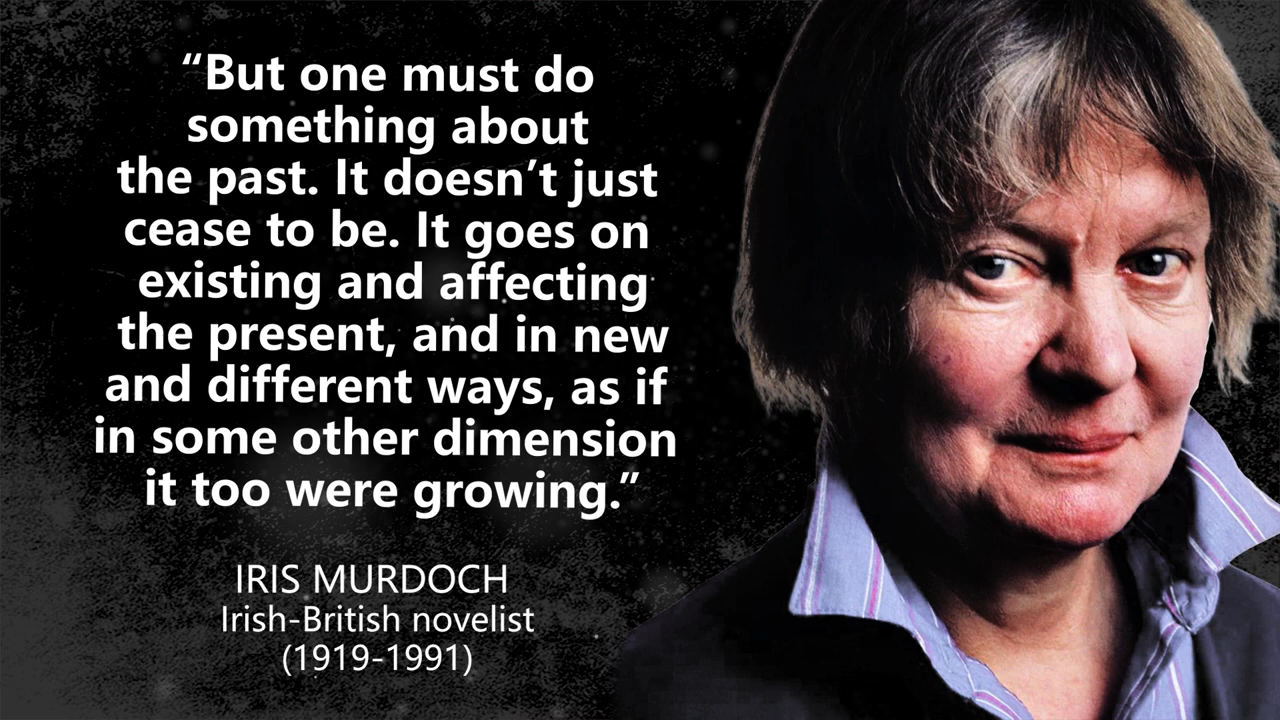 “But one must do
something about
the past. It doesn’t just
cease to be. It goes on
existing and affecting
the present, and in new
and different ways, as if
in some other dimension
it too were growing.”
IRIS MURDOCH
Irish-British novelist
(1919-1991)